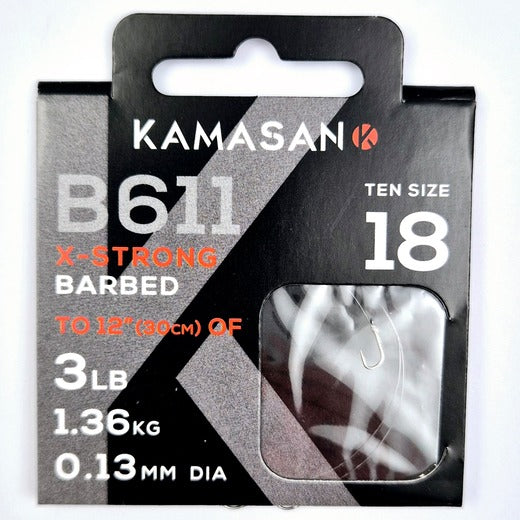 KAMASAN K
B611
X-STRONG
BARBED
TO 12" (30CM) OF
3LB
1.36KG
0.13MM DIA
TEN SIZE
18